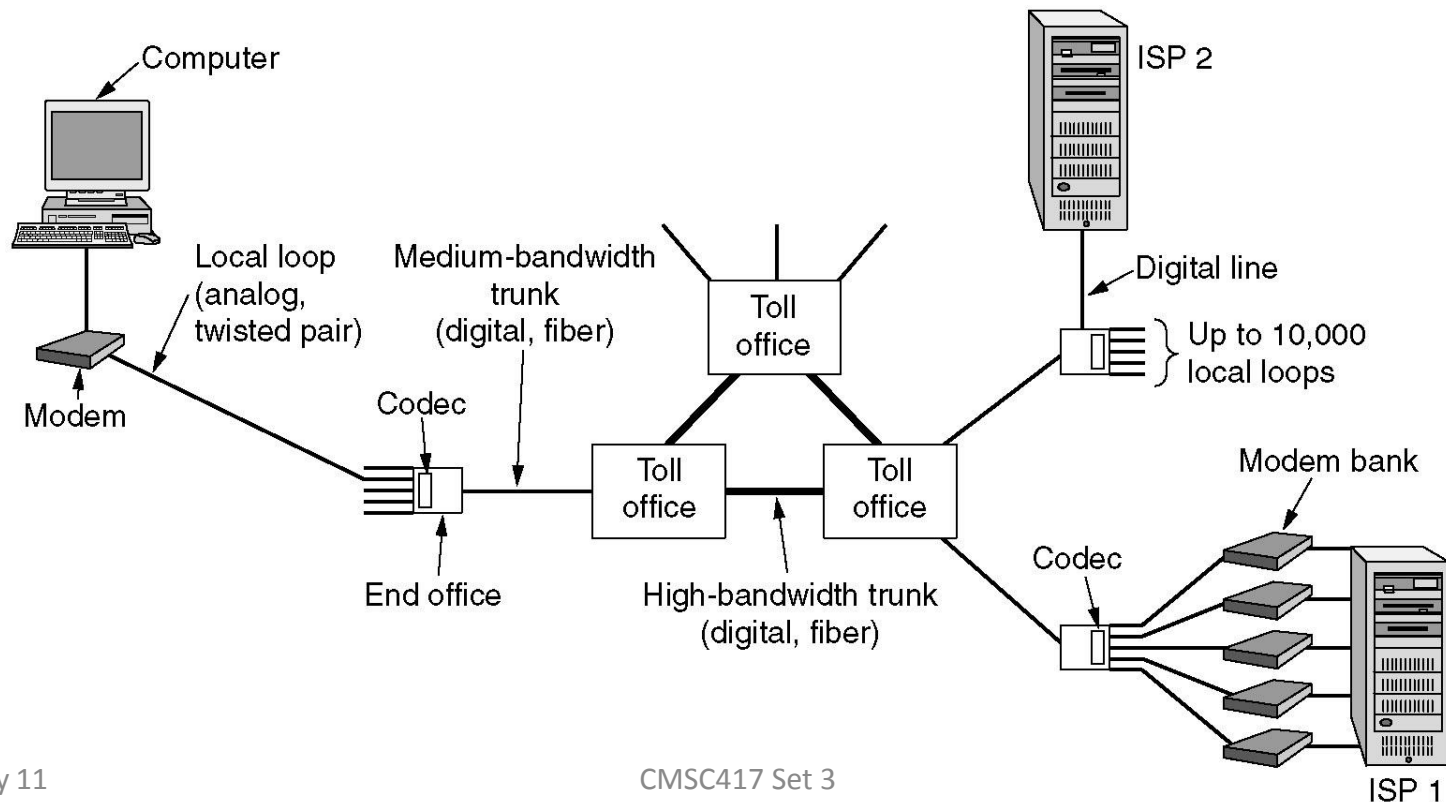 Computer
ISP 2
Local loop
(analog,
twisted pair)
Medium-bandwidth
trunk
(digital, fiber)
Toll
office
Digital line
Up to 10,000
local loops
Modem
Codec
Toll
office
Toll
office
Modem bank
End office
High-bandwidth trunk
(digital, fiber)
Codec
ISP 1
11
CMSC417 Set 3